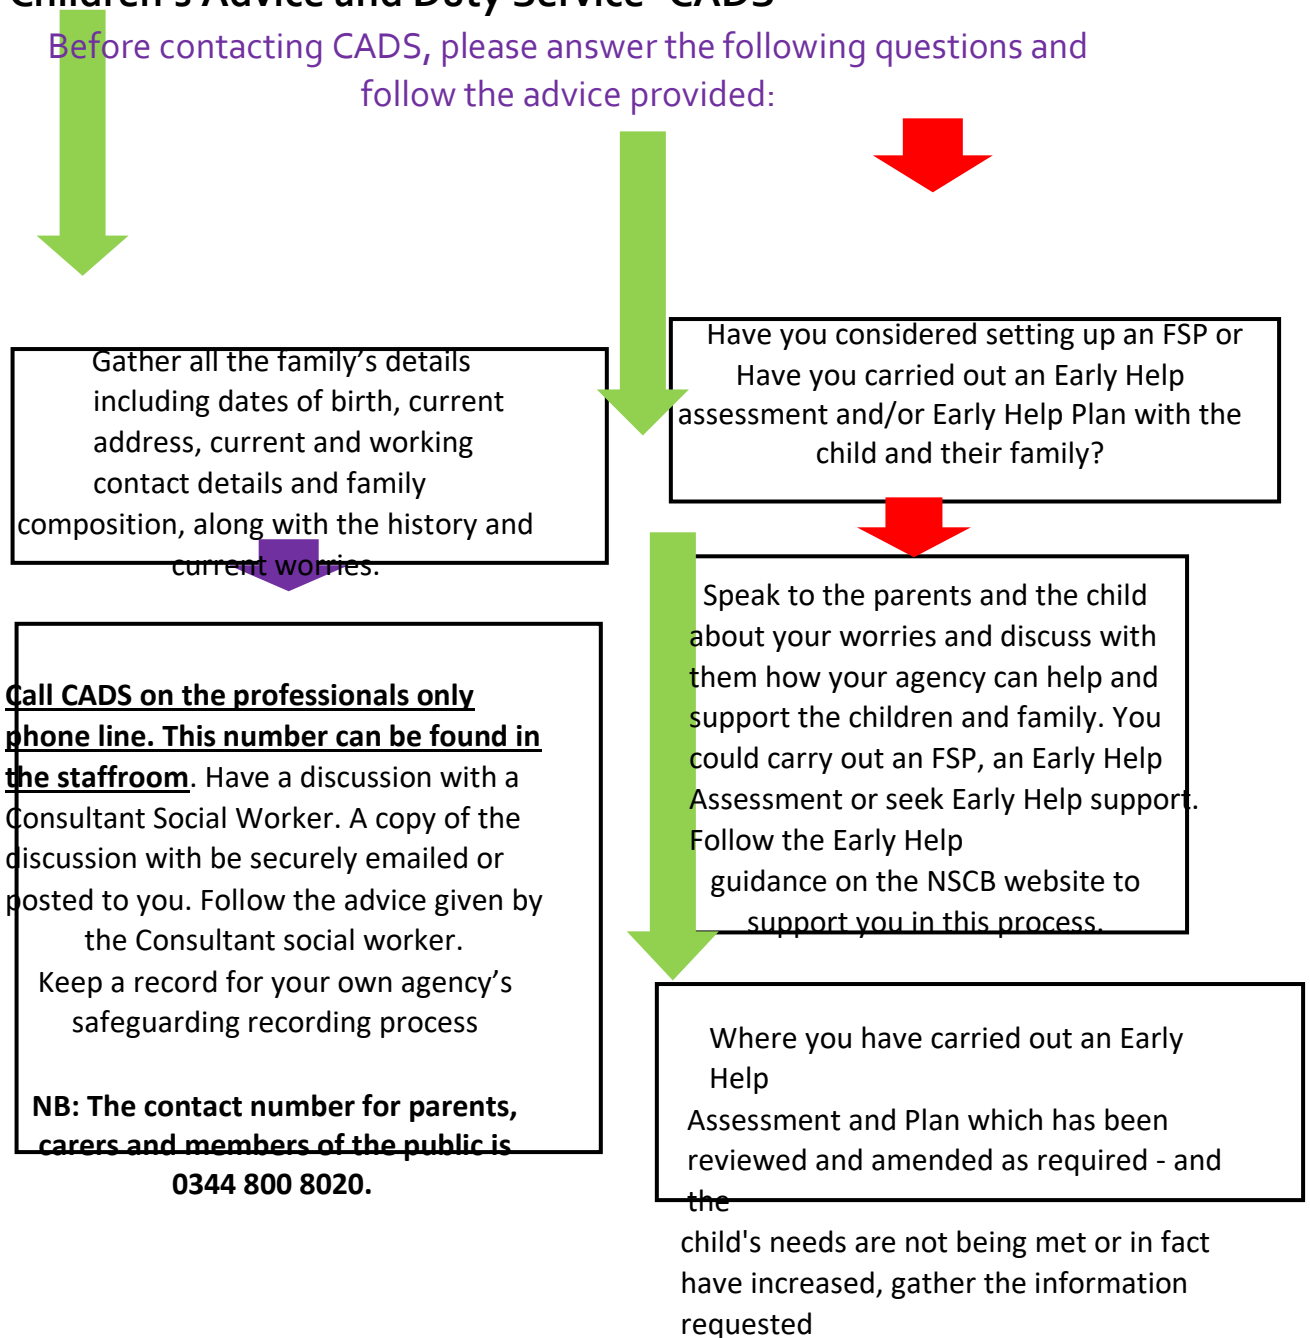 Children's Advice and Duty Service- CADS
Before contacting CADS, please answer the following questions and
follow the advice provided:
Gather all the family's details
including dates of birth, current
address, current and working
contact details and family
composition, along with the history and
current worries.
Call CADS on the professionals only
phone line. This number can be found in
the staffroom. Have a discussion with a
Consultant Social Worker. A copy of the
discussion with be securely emailed or
posted to you. Follow the advice given by
the Consultant social worker.
Keep a record for your own agency's
safeguarding recording process
NB: The contact number for parents,
carers and members of the public is
0344 800 8020.
Have you considered setting up an FSP or
Have you carried out an Early Help
assessment and/or Early Help Plan with the
child and their family?
Speak to the parents and the child
about your worries and discuss with
them how your agency can help and
support the children and family. You
could carry out an FSP, an Early Help
Assessment or seek Early Help support.
Follow the Early Help
guidance on the NSCB website to
support you in this process.
Where you have carried out an Early
Help
Assessment and Plan which has been
reviewed and amended as required - and
the
child's needs are not being met or in fact
have increased, gather the information
requested